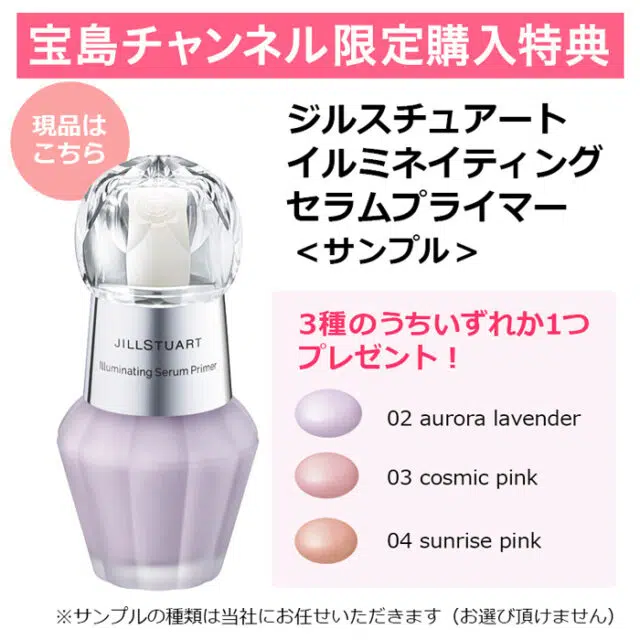 宝島チャンネル限定購入特典
現品は
こちら
ジルスチュアート
イルミネイティング
セラムプライマー
＜サンプル＞
JILLSTUART
Illuminating Serum Primer
3種のうちいずれか1つ
プレゼント！
02 aurora lavender
03 cosmic pink
04 sunrise pink
※サンプルの種類は当社にお任せいただきます（お選び頂けません）